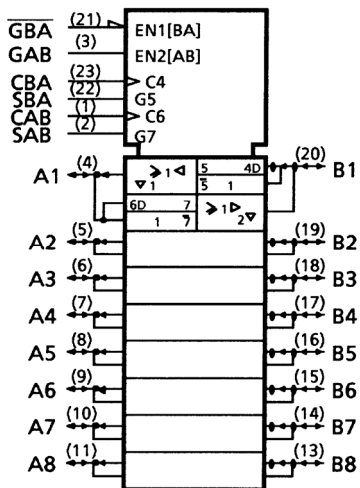 GBA (21) EN1[BA]
GAB (3) EN2[AB]
CBA (23) C4
SBA (22) G5
CAB (1) C6
SAB (2) G7
A1 (4) ≥1 5 4D (20) B1
1 5 1
6D 7 ≥1
1 7 2
A2 (5) (19) B2
A3 (6) (18) B3
A4 (7) (17) B4
A5 (8) (16) B5
A6 (9) (15) B6
A7 (10) (14) B7
A8 (11) (13) B8